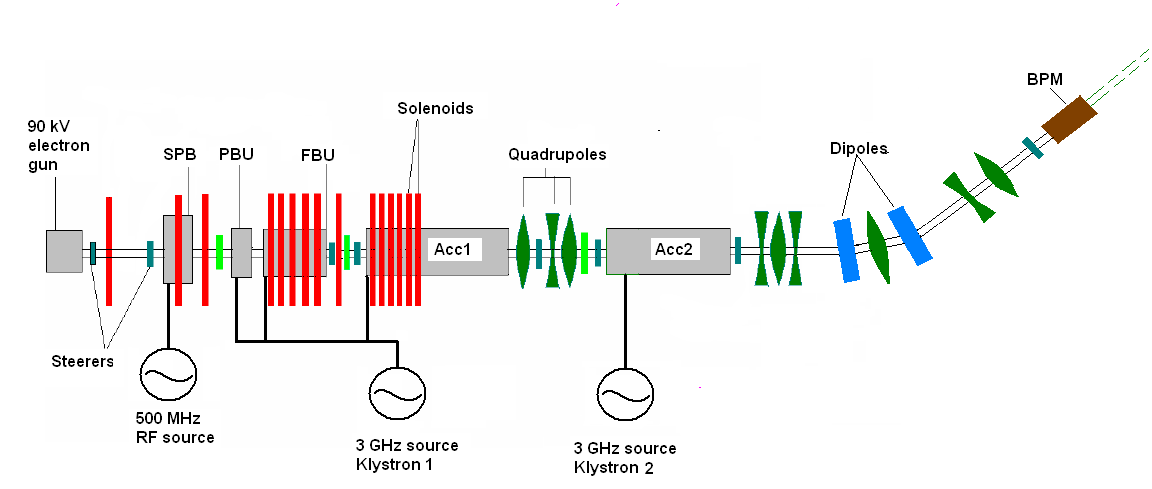 Solenoids
BPM
90 kV
electron
gun
SPB
PBU
FBU
Quadrupoles
Dipoles
Acc1
Acc2
Steerers
500 MHz
RF source
3 GHz source
Klystron 1
3 GHz source
Klystron 2